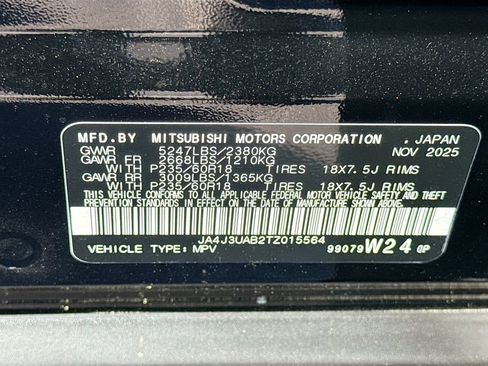 MFD.BY MITSUBISHI MOTORS CORPORATION . JAPAN
GWWR 5247LBS/2380KG NOV 2025
GAWR FR 2668LBS/1210KG
WITH P235/60R18 TIRES 18X7.5J RIMS
GAWR RR 3009LBS/1365KG
WITH P235/60R18 TIRES 18X7.5J RIMS
THIS VEHICLE CONFORMS TO ALL APPLICABLE FEDERAL MOTOR VEHICLE SAFETY AND THEFT
PREVENTION STANDARDS IN EFFECT ON THE DATE OF MANUFACTURE SHOWN ABOVE.
JA4J3UAB2TZ015564
VEHICLE TYPE: MPV 99079W24 0P